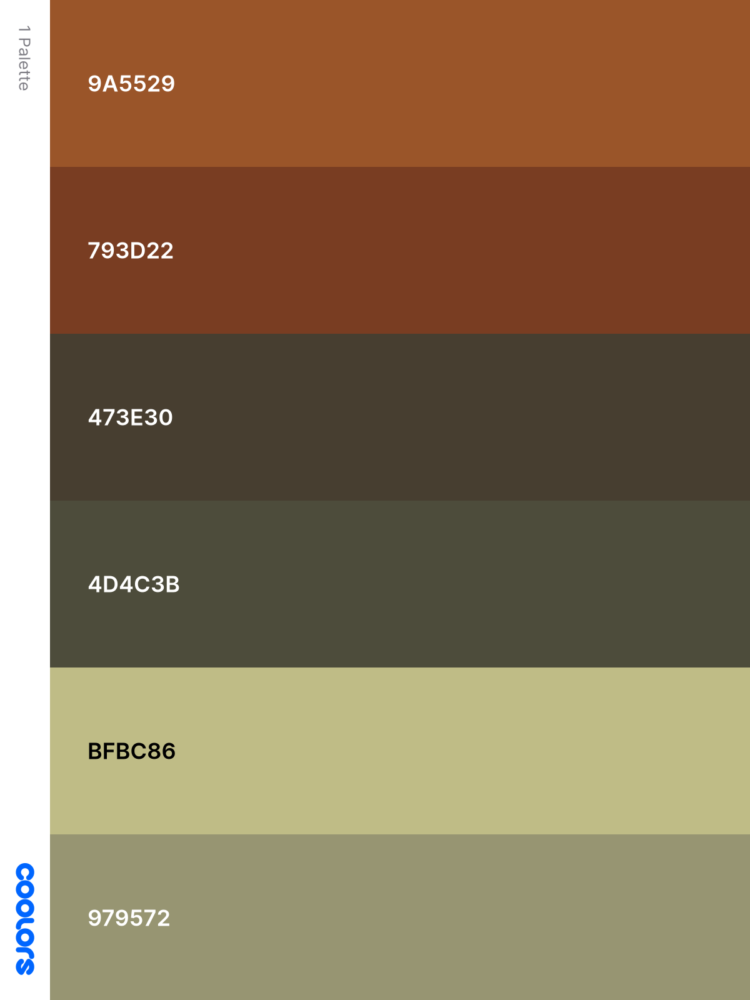 1 Palette
9A5529
793D22
473E30
4D4C3B
BFBC86
979572
coolors